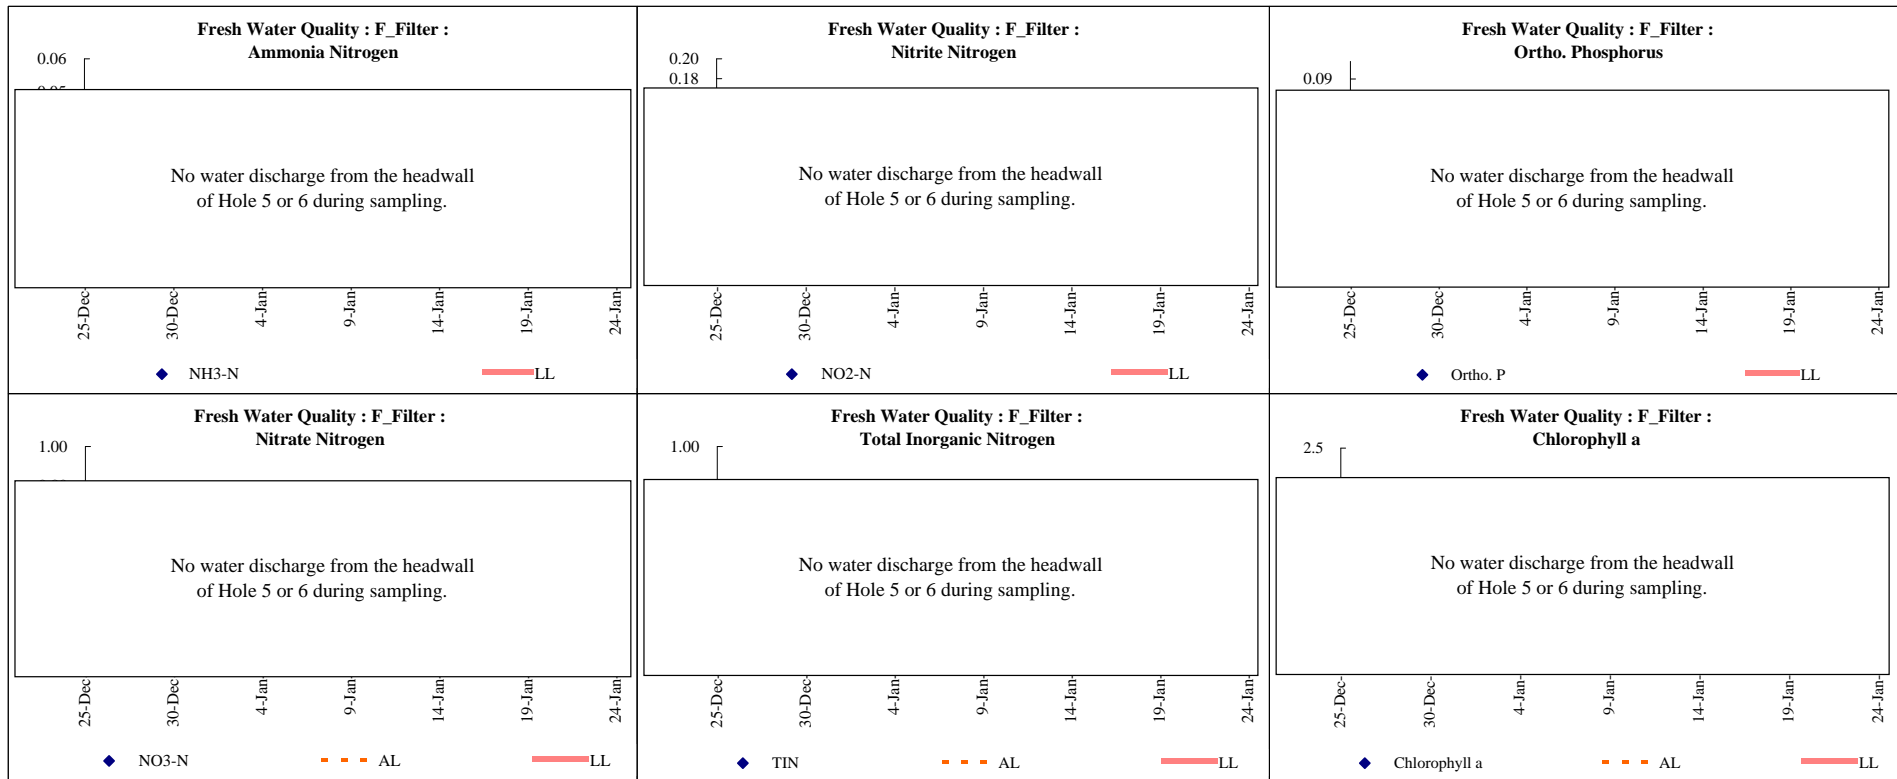 Fresh Water Quality : F_Filter :
Ammonia Nitrogen
0.06
No water discharge from the headwall
of Hole 5 or 6 during sampling.
25-Dec
30-Dec
4-Jan
9-Jan
14-Jan
19-Jan
24-Jan
NH3-N
LL
Fresh Water Quality : F_Filter :
Nitrite Nitrogen
0.20
0.18
No water discharge from the headwall
of Hole 5 or 6 during sampling.
25-Dec
30-Dec
4-Jan
9-Jan
14-Jan
19-Jan
24-Jan
NO2-N
LL
Fresh Water Quality : F_Filter :
Ortho. Phosphorus
0.09
No water discharge from the headwall
of Hole 5 or 6 during sampling.
25-Dec
30-Dec
4-Jan
9-Jan
14-Jan
19-Jan
24-Jan
Ortho. P
LL
Fresh Water Quality : F_Filter :
Nitrate Nitrogen
1.00
No water discharge from the headwall
of Hole 5 or 6 during sampling.
25-Dec
30-Dec
4-Jan
9-Jan
14-Jan
19-Jan
24-Jan
NO3-N
AL
LL
Fresh Water Quality : F_Filter :
Total Inorganic Nitrogen
1.00
No water discharge from the headwall
of Hole 5 or 6 during sampling.
25-Dec
30-Dec
4-Jan
9-Jan
14-Jan
19-Jan
24-Jan
TIN
AL
LL
Fresh Water Quality : F_Filter :
Chlorophyll a
2.5
No water discharge from the headwall
of Hole 5 or 6 during sampling.
25-Dec
30-Dec
4-Jan
9-Jan
14-Jan
19-Jan
24-Jan
Chlorophyll a
AL
LL